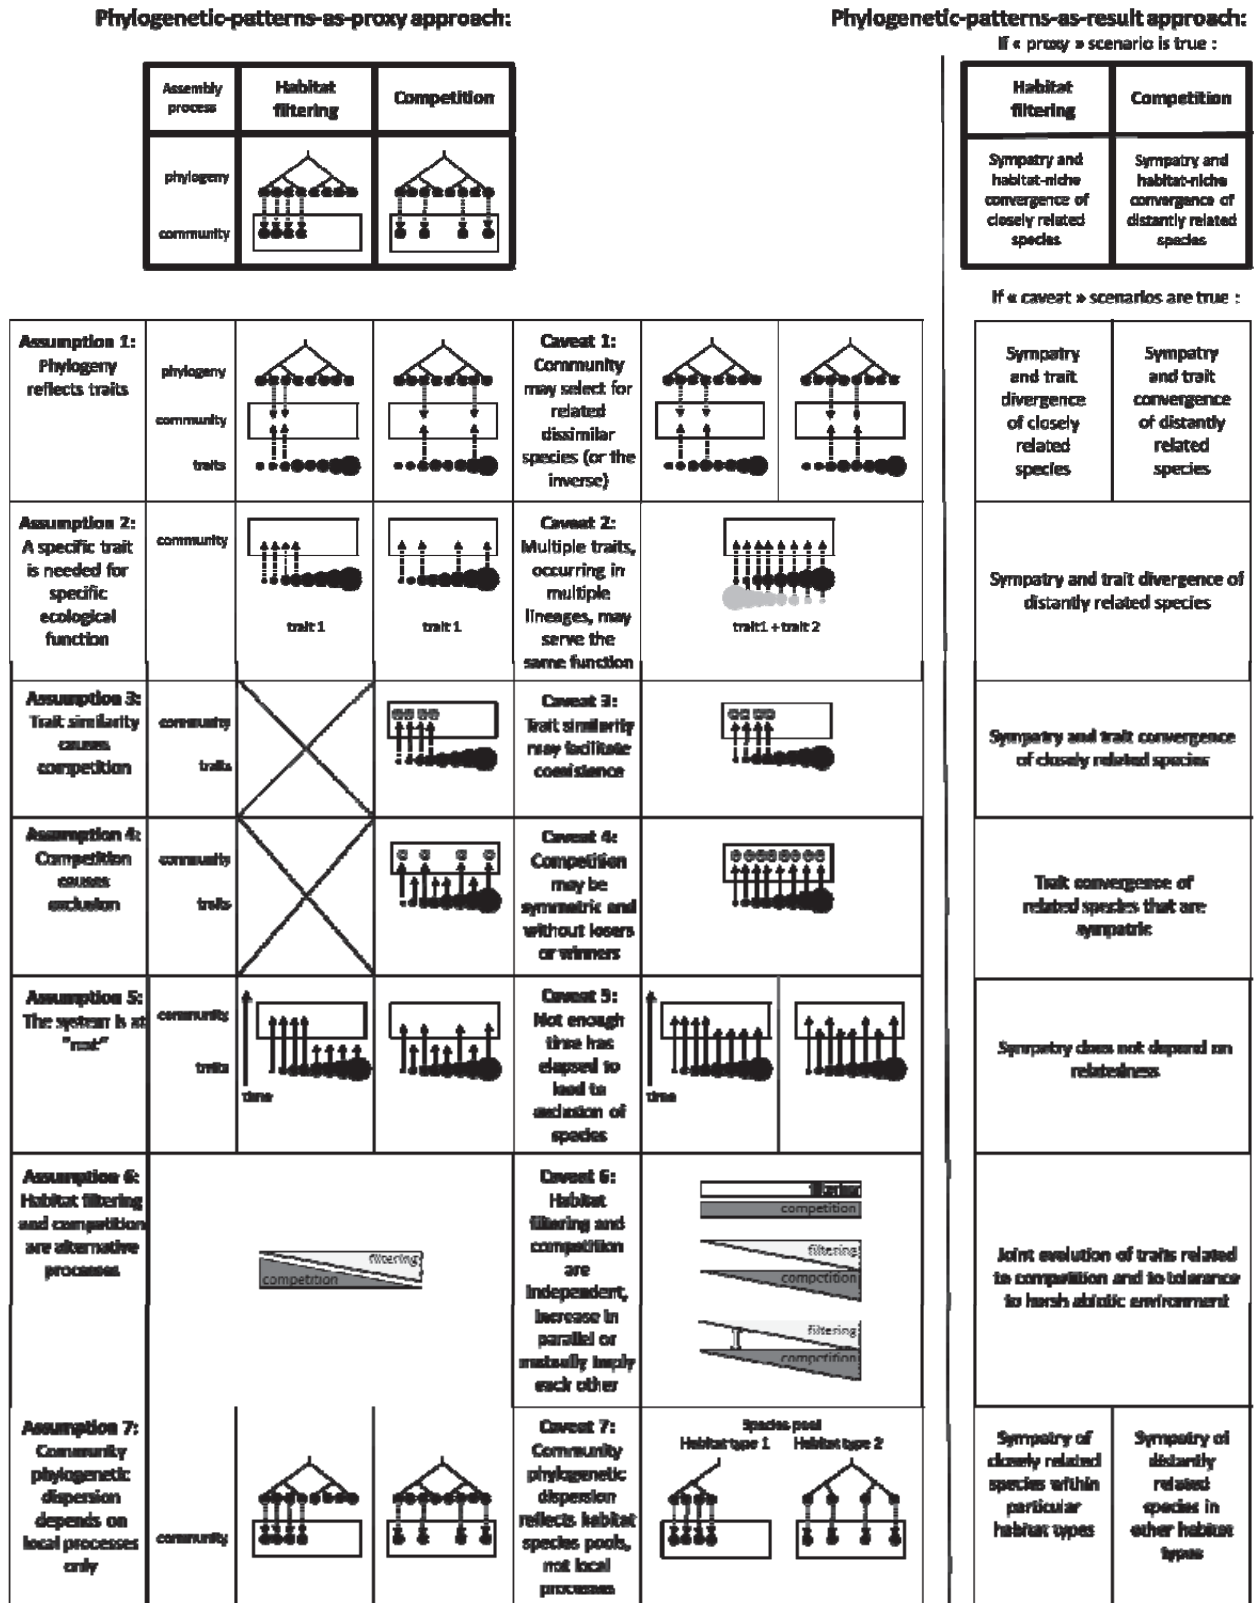 Phylogenetic-patterns-as-proxy approach:
Phylogenetic-patterns-as-result approach:
If « proxy » scenario is true :
Assembly
process
Habitat
filtering
Competition
phylogeny
community
Habitat
filtering
Competition
Sympatry and
habitat-niche
convergence of
closely related
species
Sympatry and
habitat-niche
convergence of
distantly related
species
If « caveat » scenarios are true :
Assumption 1:
Phylogeny
reflects traits
phylogeny
community
traits
Caveat 1:
Community
may select for
related
dissimilar
species (or the
inverse)
Sympatry
and trait
divergence
of closely
related
species
Sympatry
and trait
convergence
of distantly
related
species
Assumption 2:
A specific trait
is needed for
specific
ecological
function
community
trait 1
trait 1
Caveat 2:
Multiple traits,
occurring in
multiple
lineages, may
serve the
same function
trait1 + trait 2
Sympatry and trait divergence of
distantly related species
Assumption 3:
Trait similarity
causes
competition
community
traits
Caveat 3:
Trait similarity
may facilitate
coexistence
Sympatry and trait convergence
of closely related species
Assumption 4:
Competition
causes
exclusion
community
traits
Caveat 4:
Competition
may be
symmetric and
without losers
or winners
Trait convergence of
related species that are
sympatric
Assumption 5:
The system is at
community
traits
time
Caveat 5:
Not enough
time has
elapsed to
lead to
exclusion of
species
time
Sympatry does not depend on
relatedness
Assumption 6:
Habitat filtering
and competition
are alternative
processes
filtering
competition
Caveat 6:
Habitat
filtering and
competition
are
independent,
increase in
parallel or
mutually imply
each other
filtering
competition
filtering
competition
filtering
competition
Joint evolution of traits related
to competition and to tolerance
to harsh abiotic environment
Assumption 7:
Community
phylogenetic
dispersion
depends on
local processes
only
community
Caveat 7:
Community
phylogenetic
dispersion
reflects habitat
species pools,
not local
processes
Species pool
Habitat type 1
Habitat type 2
Sympatry of
closely related
species within
particular
habitat types
Sympatry of
distantly
related
species in
other habitat
types